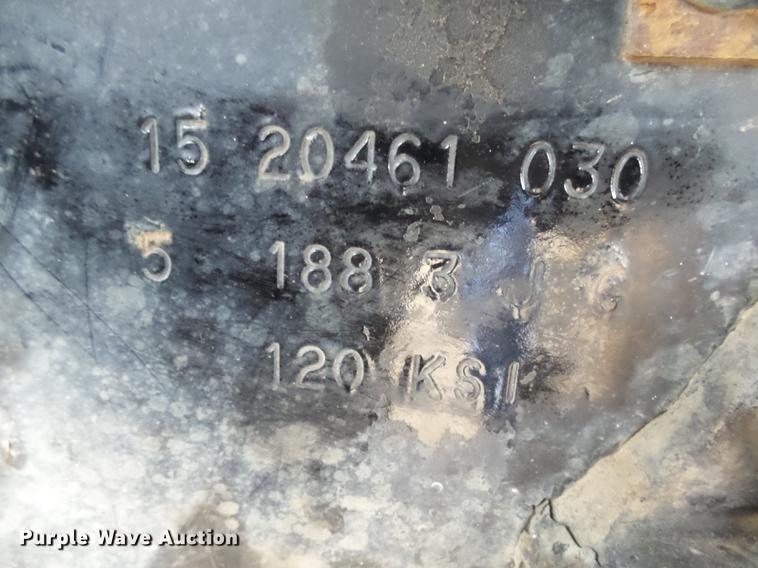 15 20461 030
5 188 3 J C
120 KSI
Purple Wave Auction